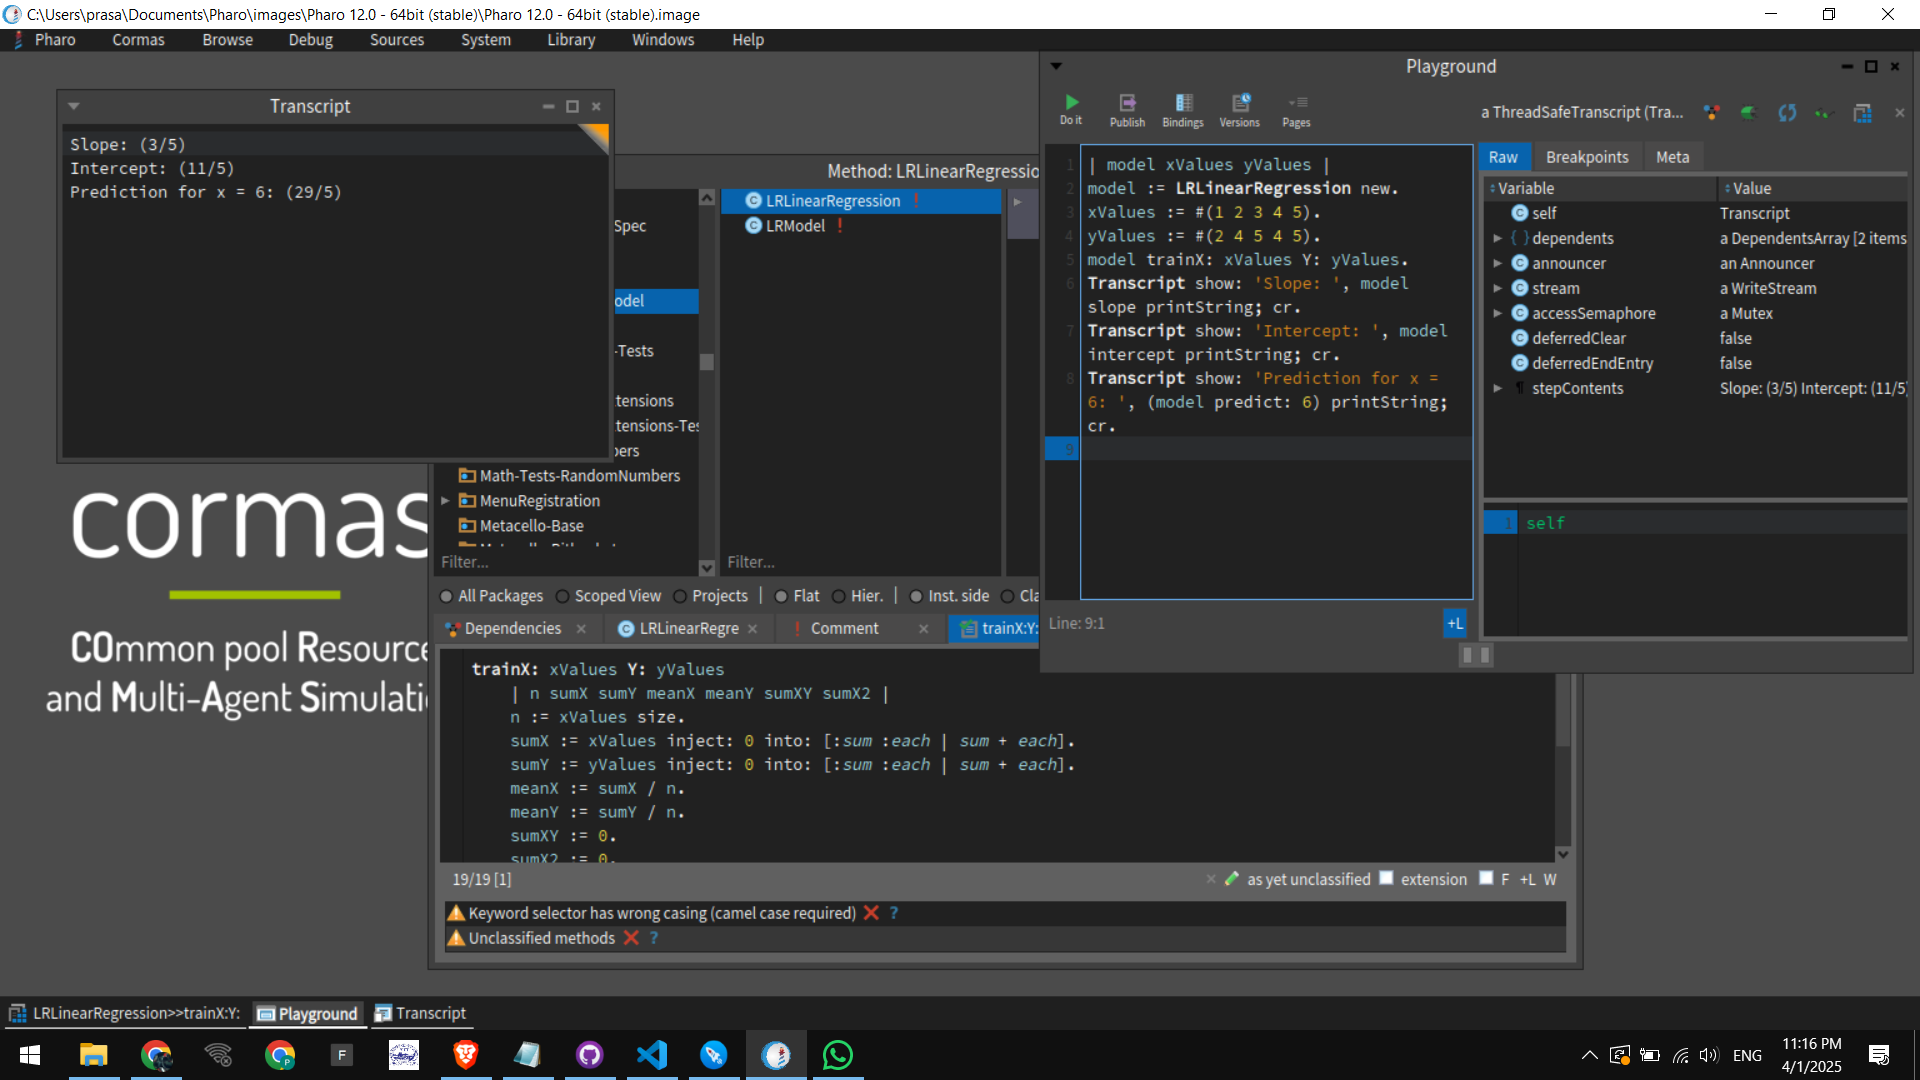 C:\Users\prasa\Documents\Pharo\images\Pharo 12.0 - 64bit (stable)\Pharo 12.0 - 64bit (stable).image
Pharo Cormas Browse Debug Sources System Library Windows Help
Transcript
Slope: (3/5)
Intercept: (11/5)
Prediction for x = 6: (29/5)
Playground
Do it Publish Bindings Versions Pages
a ThreadSafeTranscript (Tra...
1 | model xValues yValues |
2 model := LRLinearRegression new.
3 xValues := #(1 2 3 4 5).
4 yValues := #(2 4 5 4 5).
5 model trainX: xValues Y: yValues.
6 Transcript show: 'Slope: ', model
slope printString; cr.
7 Transcript show: 'Intercept: ', model
intercept printString; cr.
8 Transcript show: 'Prediction for x =
6: ', (model predict: 6) printString;
cr.
9
Line: 9:1
+L
Raw Breakpoints Meta
Variable Value
self Transcript
dependents a DependentsArray [2 items
announcer an Announcer
stream a WriteStream
accessSemaphore a Mutex
deferredClear false
deferredEndEntry false
stepContents Slope: (3/5) Intercept: (11/5)
1 self
Method: LRLinearRegressio
Spec
odel
-Tests
tensions
tensions-Tes
bers
Math-Tests-RandomNumbers
MenuRegistration
Metacello-Base
Filter...
LRLinearRegression !
LRModel !
Filter...
All Packages Scoped View Projects | Flat Hier. | Inst. side Cla
Dependencies LRLinearRegre ! Comment trainX:Y:
trainX: xValues Y: yValues
| n sumX sumY meanX meanY sumXY sumX2 |
n := xValues size.
sumX := xValues inject: 0 into: [:sum :each | sum + each].
sumY := yValues inject: 0 into: [:sum :each | sum + each].
meanX := sumX / n.
meanY := sumY / n.
sumXY := 0.
sumX2 := 0.
19/19 [1]
as yet unclassified extension F +L W
Keyword selector has wrong casing (camel case required) ?
Unclassified methods ?
cormas
COmmon pool Resource
and Multi-Agent Simulati
LRLinearRegression>>trainX:Y: Playground Transcript
F
ENG
11:16 PM
4/1/2025